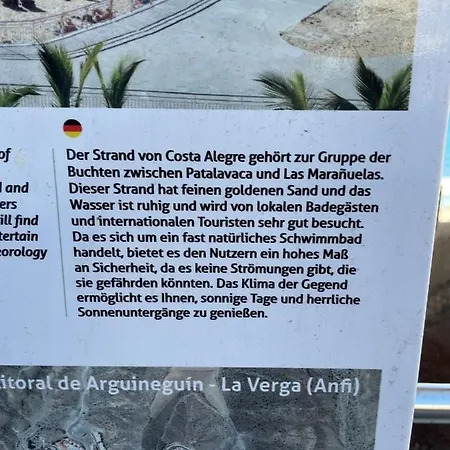 of
d and
ers
ill find
tertain
eorology
Der Strand von Costa Alegre gehört zur Gruppe der
Buchten zwischen Patalavaca und Las Marañuelas.
Dieser Strand hat feinen goldenen Sand und das
Wasser ist ruhig und wird von lokalen Badegästen
und internationalen Touristen sehr gut besucht.
Da es sich um ein fast natürliches Schwimmbad
handelt, bietet es den Nutzern ein hohes Maß
an Sicherheit, da es keine Strömungen gibt, die
sie gefährden könnten. Das Klima der Gegend
ermöglicht es Ihnen, sonnige Tage und herrliche
Sonnenuntergänge zu genießen.
Litoral de Arguineguín - La Verga (Anfi)